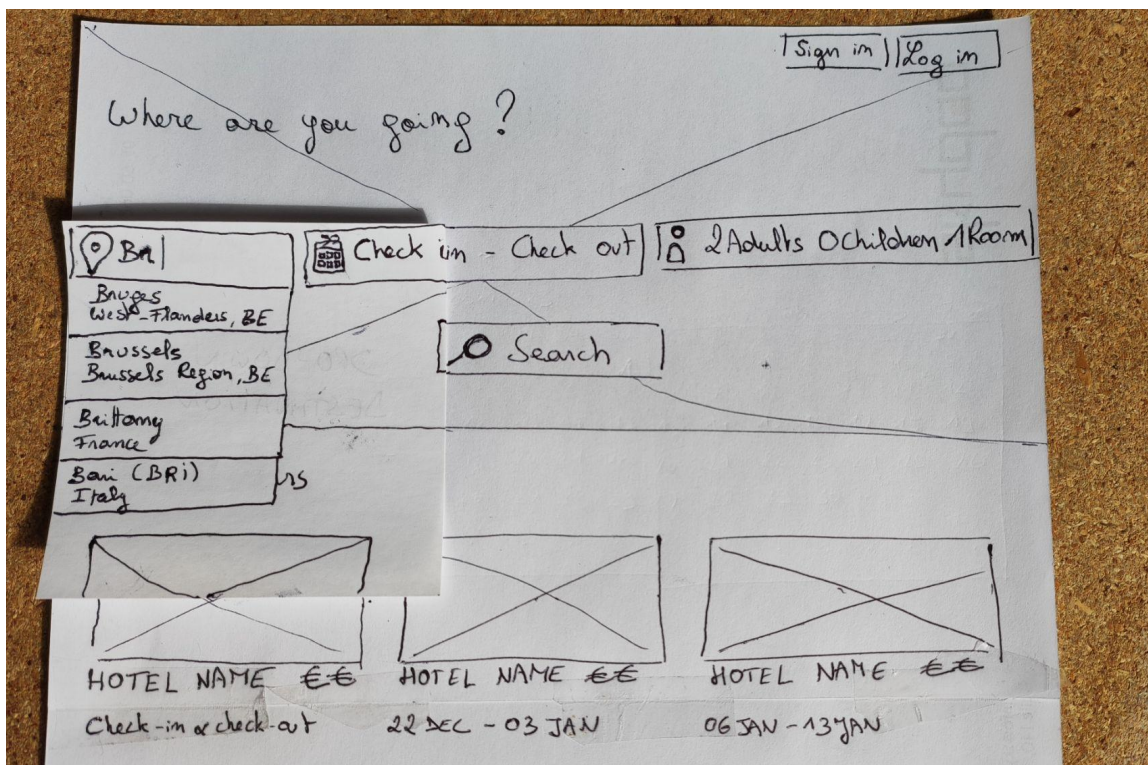 Sign in Log in
Where are you going?
Br Check in - Check out 2 Adults 0 Children 1 Room
Bruges
West-Flanders, BE
Search
Brussels
Brussels Region, BE
Brittany
France
Bari (BRi)
Italy
rs
HOTEL NAME €€ HOTEL NAME €€ HOTEL NAME €€
Check-in & check-out 22 DEC - 03 JAN 06 JAN - 13 JAN